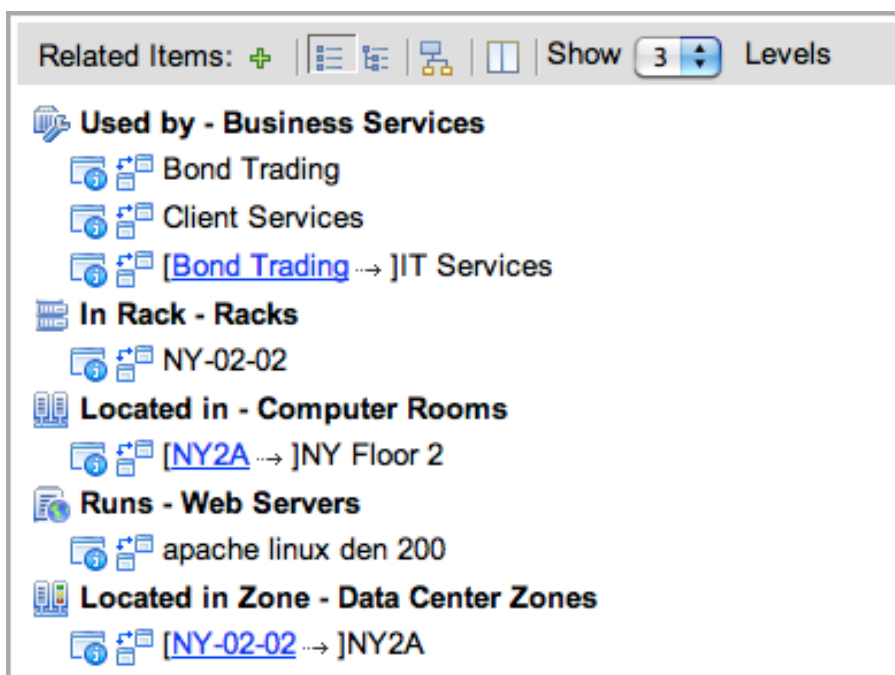 Related Items: Show 3 Levels
Used by - Business Services
Bond Trading
Client Services
[Bond Trading ⤑ ]IT Services
In Rack - Racks
NY-02-02
Located in - Computer Rooms
[NY2A ⤑ ]NY Floor 2
Runs - Web Servers
apache linux den 200
Located in Zone - Data Center Zones
[NY-02-02 ⤑ ]NY2A